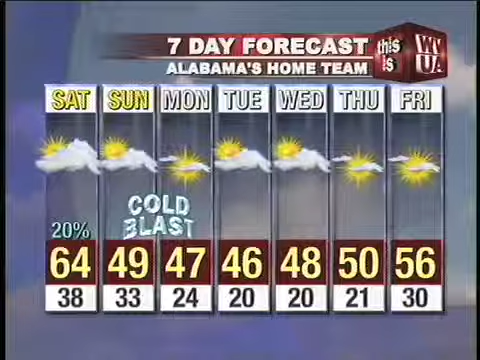 7 DAY FORECAST
ALABAMA'S HOME TEAM
this is WVUA
SAT SUN MON TUE WED THU FRI
COLD
BLAST
20%
64 49 47 46 48 50 56
38 33 24 20 20 21 30